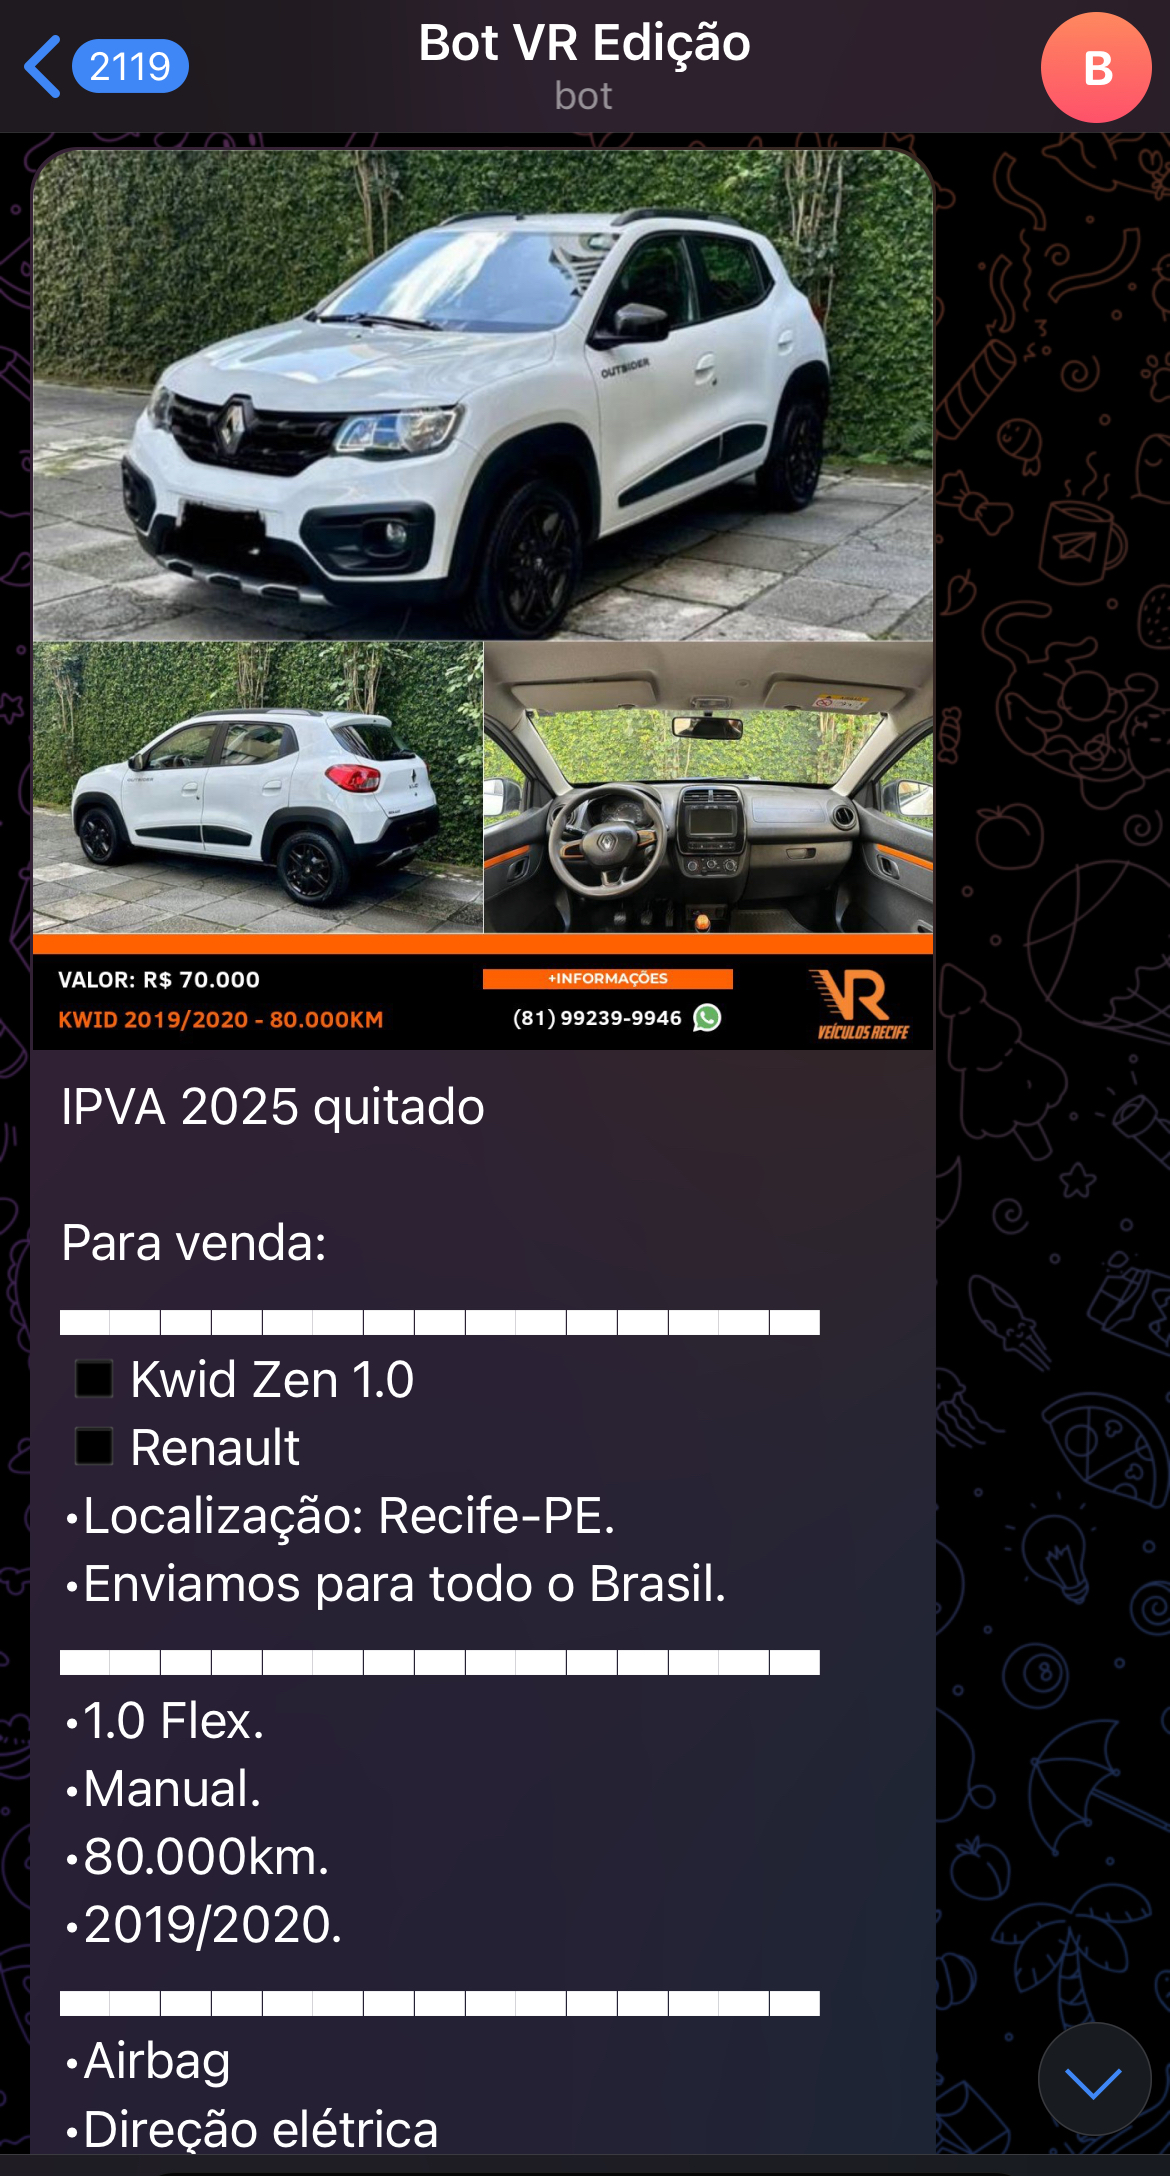 2119
Bot VR Edição
bot
B
OUTSIDER
VALOR: R$ 70.000
KWID 2019/2020 - 80.000KM
+INFORMAÇÕES
(81) 99239-9946
VR
VEÍCULOS RECIFE
IPVA 2025 quitado
Para venda:
Kwid Zen 1.0
Renault
•Localização: Recife-PE.
•Enviamos para todo o Brasil.
•1.0 Flex.
•Manual.
•80.000km.
•2019/2020.
•Airbag
•Direção elétrica